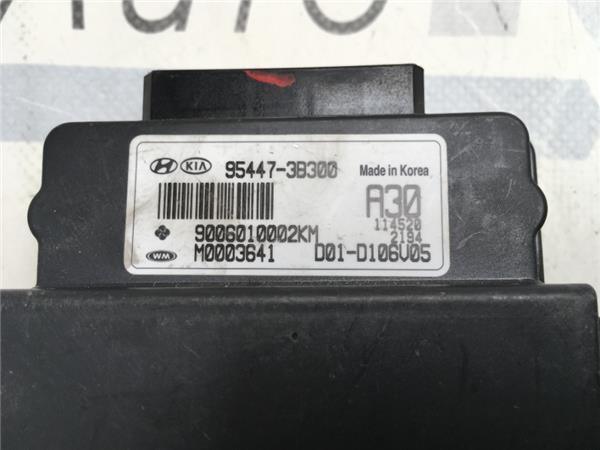 KIA 95447-3B300 Made in Korea
A30
114520
2194
9006010002KM
WM M0003641 D01-D106V05